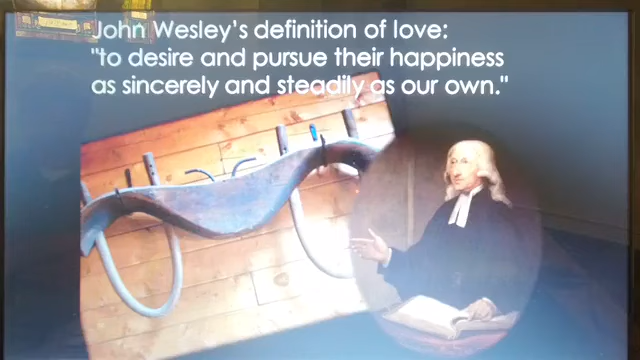 John Wesley's definition of love:
"to desire and pursue their happiness
as sincerely and steadily as our own."